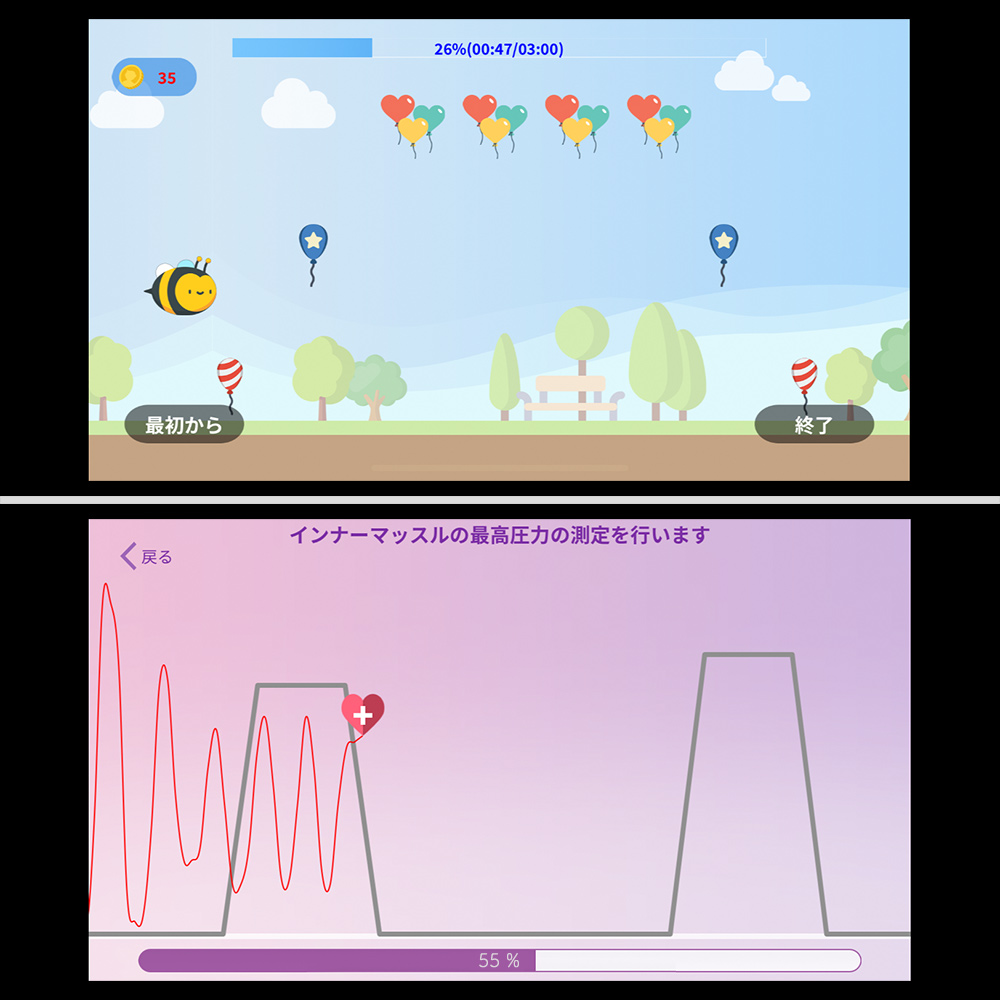 26%(00:47/03:00)
35
最初から
終了
インナーマッスルの最高圧力の測定を行います
戻る
55 %